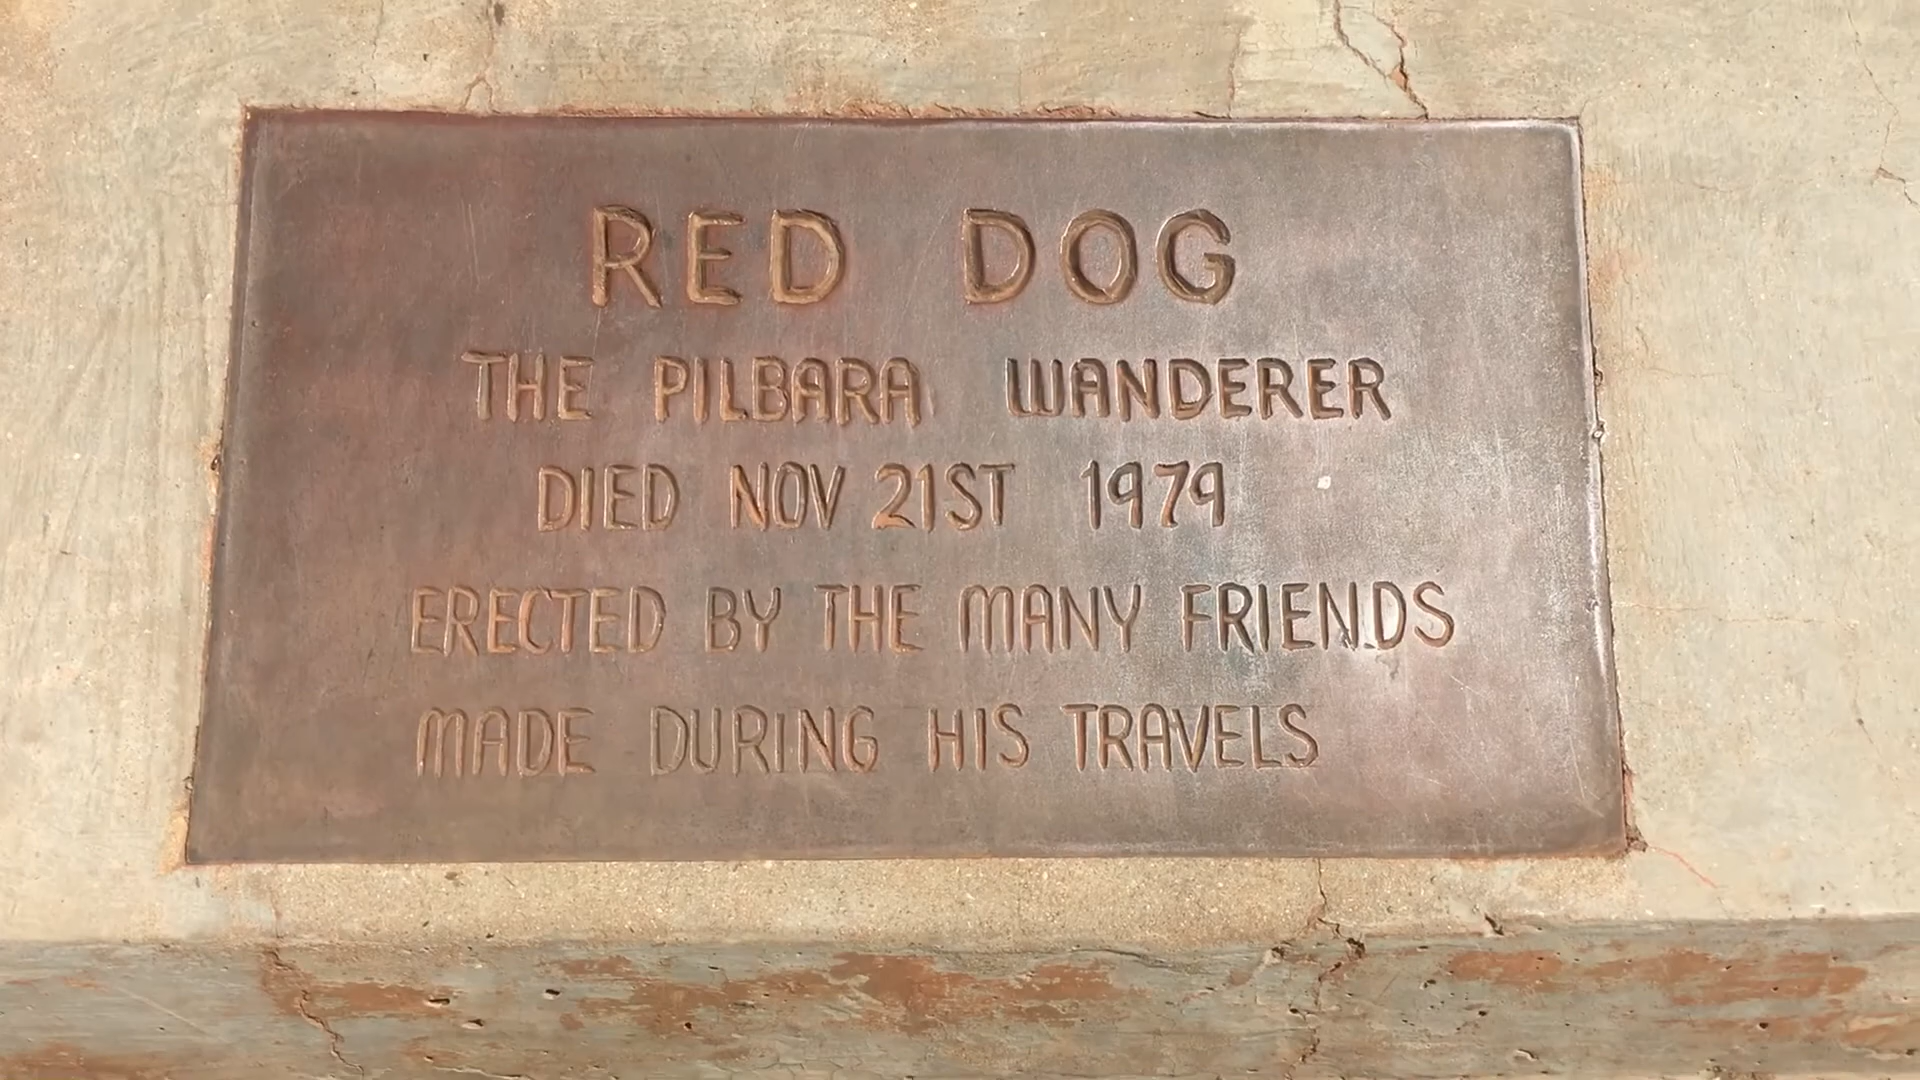 RED DOG
THE PILBARA WANDERER
DIED NOV 21ST 1979
ERECTED BY THE MANY FRIENDS
MADE DURING HIS TRAVELS